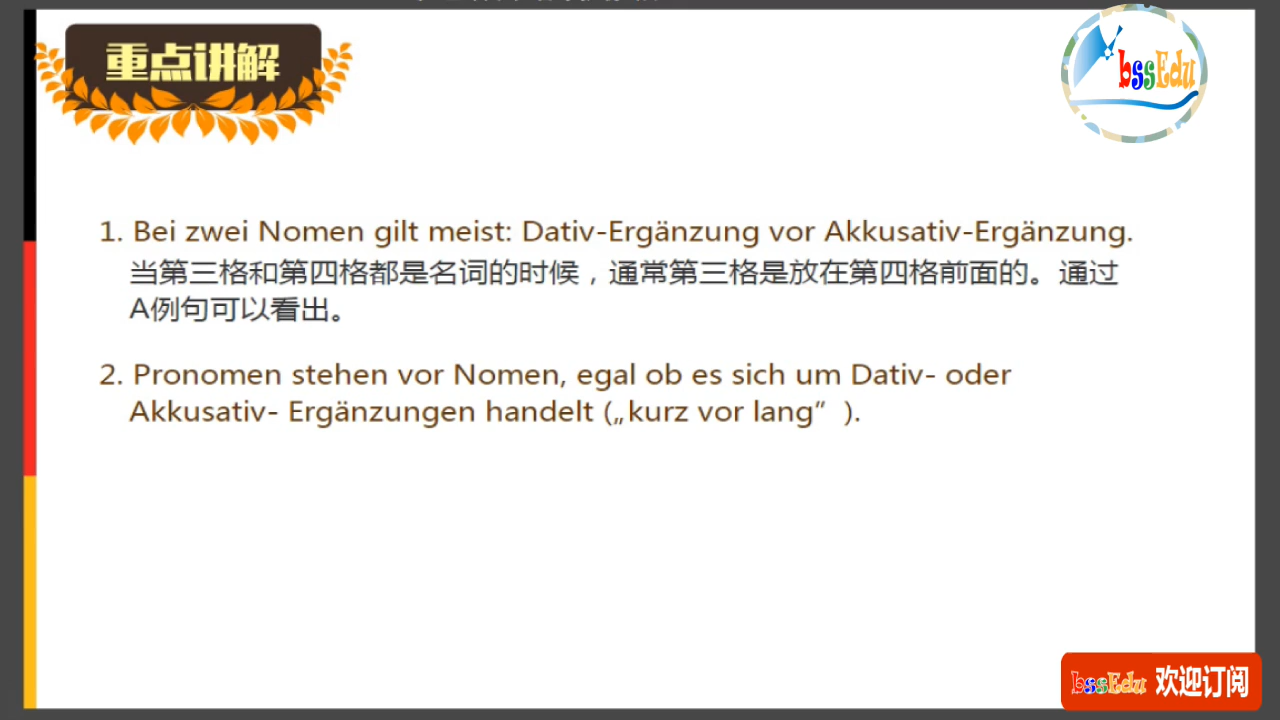 重点讲解
bssEdu
1. Bei zwei Nomen gilt meist: Dativ-Ergänzung vor Akkusativ-Ergänzung.
当第三格和第四格都是名词的时候，通常第三格是放在第四格前面的。通过
A例句可以看出。
2. Pronomen stehen vor Nomen, egal ob es sich um Dativ- oder
Akkusativ- Ergänzungen handelt („kurz vor lang” ).
bssEdu 欢迎订阅